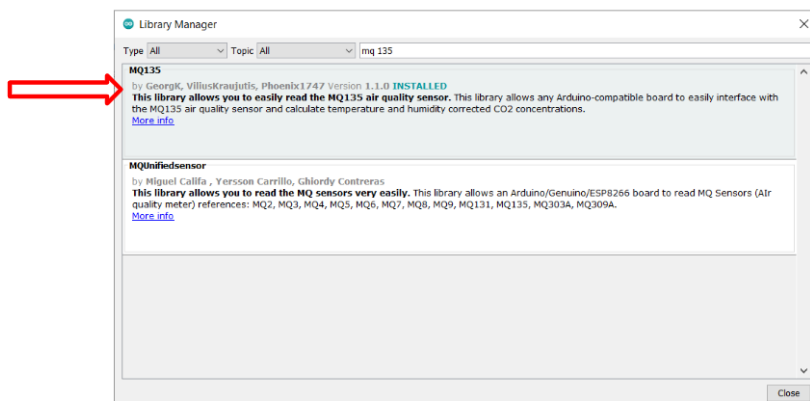 Library Manager
Type All Topic All mq 135
MQ135
by GeorgK, ViliusKraujutis, Phoenix1747 Version 1.1.0 INSTALLED
This library allows you to easily read the MQ135 air quality sensor. This library allows any Arduino-compatible board to easily interface with
the MQ135 air quality sensor and calculate temperature and humidity corrected CO2 concentrations.
More info
MQUnifiedsensor
by Miguel Califa , Yersson Carrillo, Ghiordy Contreras
This library allows you to read the MQ sensors very easily. This library allows an Arduino/Genuino/ESP8266 board to read MQ Sensors (AIr
quality meter) references: MQ2, MQ3, MQ4, MQ5, MQ6, MQ7, MQ8, MQ9, MQ131, MQ135, MQ303A, MQ309A.
More info
Close